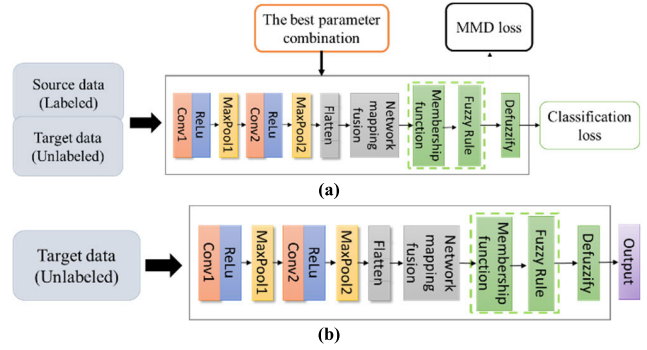 The best parameter
combination
MMD loss
Source data
(Labeled)
Target data
(Unlabeled)
Conv1
ReLu
MaxPool1
Conv2
ReLu
MaxPool2
Flatten
Network
mapping
fusion
Membership
function
Fuzzy Rule
Defuzzify
Classification
loss
(a)
Target data
(Unlabeled)
Conv1
ReLu
MaxPool1
Conv2
ReLu
MaxPool2
Flatten
Network
mapping
fusion
Membership
function
Fuzzy Rule
Defuzzify
Output
(b)